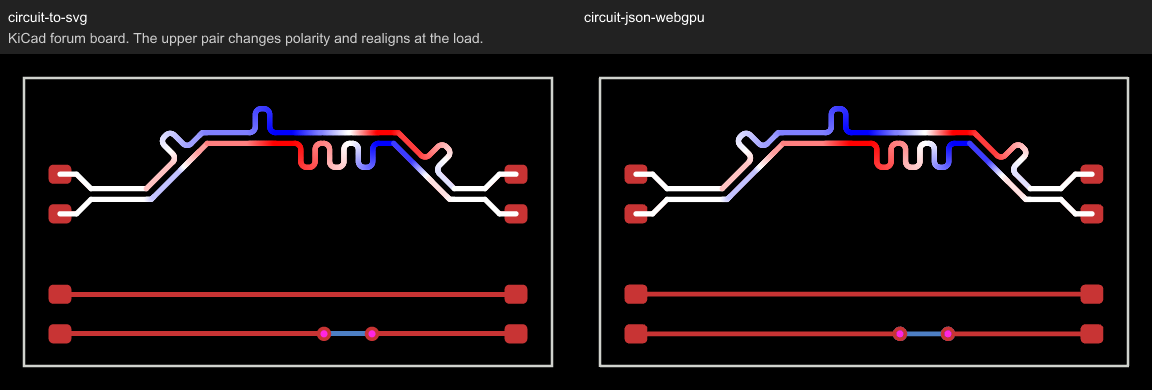 circuit-to-svg
circuit-json-webgpu
KiCad forum board. The upper pair changes polarity and realigns at the load.